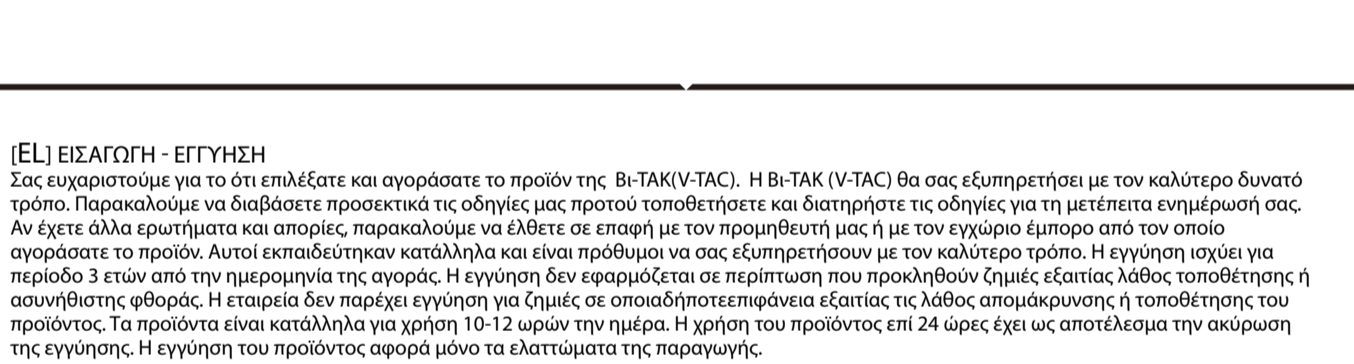 [EL] ΕΙΣΑΓΩΓΗ - ΕΓΓΥΗΣΗ
Σας ευχαριστούμε για το ότι επιλέξατε και αγοράσατε το προϊόν της Βι-ΤΑΚ(V-TAC). Η Βι-ΤΑΚ (V-TAC) θα σας εξυπηρετήσει με τον καλύτερο δυνατό
τρόπο. Παρακαλούμε να διαβάσετε προσεκτικά τις οδηγίες μας προτού τοποθετήσετε και διατηρήστε τις οδηγίες για τη μετέπειτα ενημέρωσή σας.
Αν έχετε άλλα ερωτήματα και απορίες, παρακαλούμε να έλθετε σε επαφή με τον προμηθευτή μας ή με τον εγχώριο έμπορο από τον οποίο
αγοράσατε το προϊόν. Αυτοί εκπαιδεύτηκαν κατάλληλα και είναι πρόθυμοι να σας εξυπηρετήσουν με τον καλύτερο τρόπο. Η εγγύηση ισχύει για
περίοδο 3 ετών από την ημερομηνία της αγοράς. Η εγγύηση δεν εφαρμόζεται σε περίπτωση που προκληθούν ζημιές εξαιτίας λάθος τοποθέτησης ή
ασυνήθιστης φθοράς. Η εταιρεία δεν παρέχει εγγύηση για ζημιές σε οποιαδήποτεεπιφάνεια εξαιτίας τις λάθος απομάκρυνσης ή τοποθέτησης του
προϊόντος. Τα προϊόντα είναι κατάλληλα για χρήση 10-12 ωρών την ημέρα. Η χρήση του προϊόντος επί 24 ώρες έχει ως αποτέλεσμα την ακύρωση
της εγγύησης. Η εγγύηση του προϊόντος αφορά μόνο τα ελαττώματα της παραγωγής.